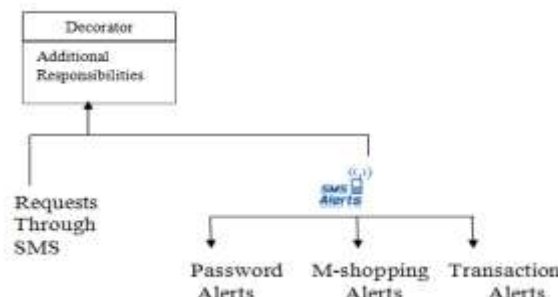 Decorator
Additional
Responsibilities
SMS
Alerts
Requests
Through
SMS
Password
Alerts
M-shopping
Alerts
Transaction
Alerts